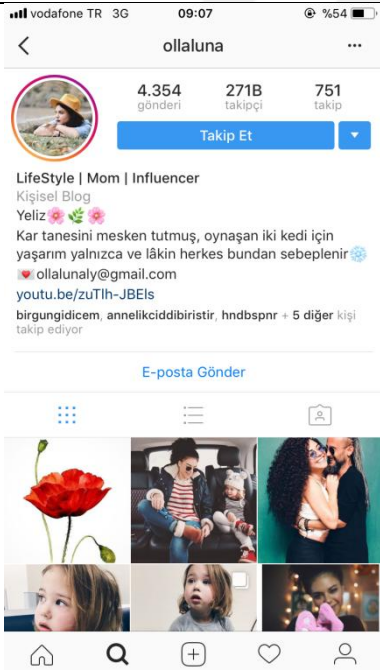 vodafone TR 3G 09:07 %54
ollaluna
4.354 271B 751
gönderi takipçi takip
Takip Et
LifeStyle | Mom | Influencer
Kişisel Blog
Yeliz🌸🌿🌸
Kar tanesini mesken tutmuş, oynaşan iki kedi için
yaşarım yalnızca ve lâkin herkes bundan sebeplenir❄️
💌ollalunaly@gmail.com
youtu.be/zuTlh-JBEls
birgungidicem, annelikciddibiristir, hndbspnr + 5 diğer kişi
takip ediyor
E-posta Gönder